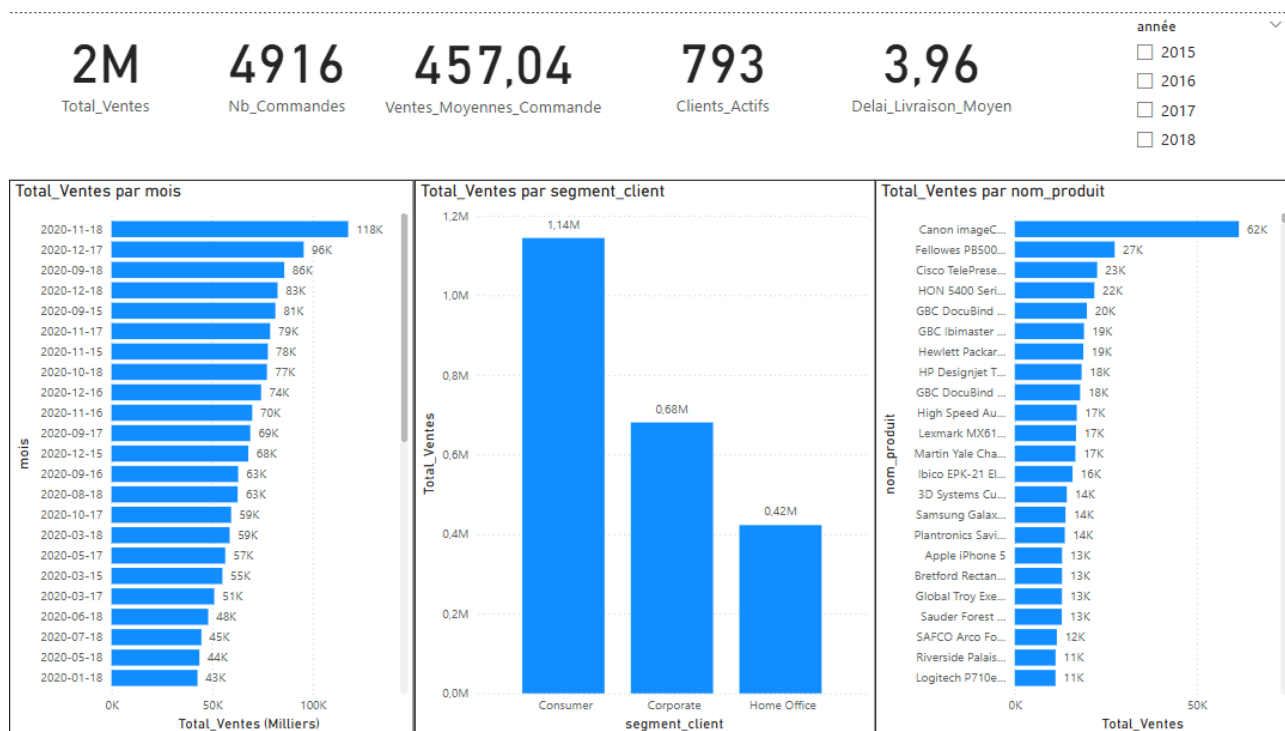 2M
Total_Ventes
4916
Nb_Commandes
457,04
Ventes_Moyennes_Commande
793
Clients_Actifs
3,96
Delai_Livraison_Moyen
année
2015
2016
2017
2018
Total_Ventes par mois
mois
2020-11-18 118K
2020-12-17 96K
2020-09-18 86K
2020-12-18 83K
2020-09-15 81K
2020-11-17 79K
2020-11-15 78K
2020-10-18 77K
2020-12-16 74K
2020-11-16 70K
2020-09-17 69K
2020-12-15 68K
2020-09-16 63K
2020-08-18 63K
2020-10-17 59K
2020-03-18 59K
2020-05-17 57K
2020-03-15 55K
2020-03-17 51K
2020-06-18 48K
2020-07-18 45K
2020-05-18 44K
2020-01-18 43K
0K 50K 100K
Total_Ventes (Milliers)
Total_Ventes par segment_client
Total_Ventes
1,2M
1,0M
0,8M
0,6M
0,4M
0,2M
0,0M
1,14M
0,68M
0,42M
Consumer Corporate Home Office
segment_client
Total_Ventes par nom_produit
nom_produit
Canon imageC... 62K
Fellowes PB500... 27K
Cisco TelePrese... 23K
HON 5400 Seri... 22K
GBC DocuBind ... 20K
GBC Ibimaster ... 19K
Hewlett Packar... 19K
HP Designjet T... 18K
GBC DocuBind ... 18K
High Speed Au... 17K
Lexmark MX61... 17K
Martin Yale Cha... 17K
Ibico EPK-21 El... 16K
3D Systems Cu... 14K
Samsung Galax... 14K
Plantronics Savi... 14K
Apple iPhone 5 13K
Bretford Rectan... 13K
Global Troy Exe... 13K
Sauder Forest ... 13K
SAFCO Arco Fo... 12K
Riverside Palais... 11K
Logitech P710e... 11K
0K 50K
Total_Ventes